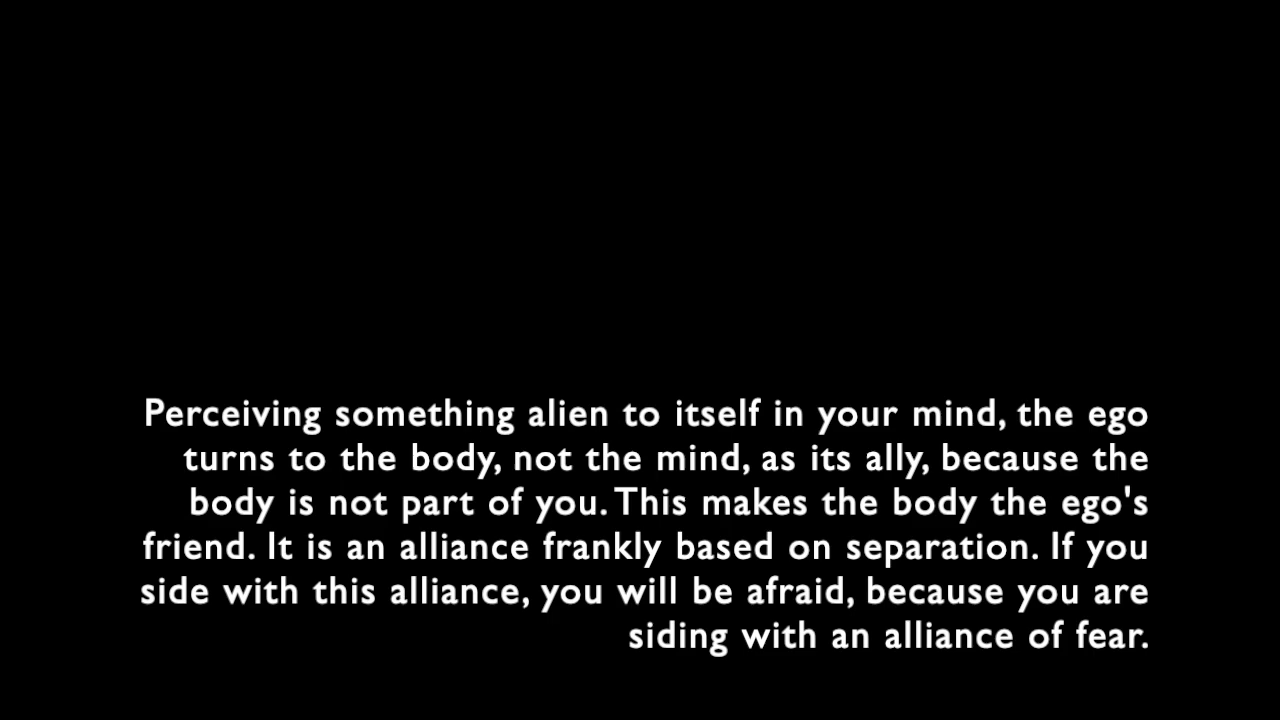 Perceiving something alien to itself in your mind, the ego
turns to the body, not the mind, as its ally, because the
body is not part of you. This makes the body the ego's
friend. It is an alliance frankly based on separation. If you
side with this alliance, you will be afraid, because you are
siding with an alliance of fear.